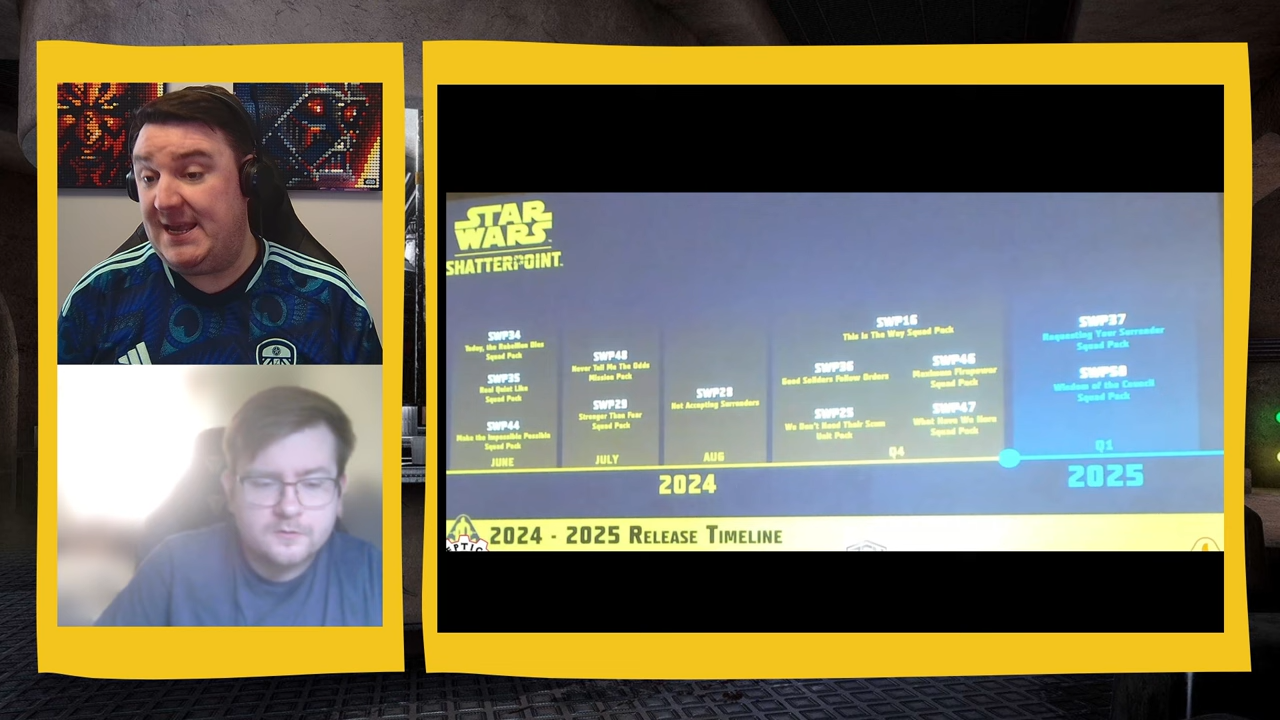 STAR
WARS
SHATTERPOINT
SWP34
Today, the Rebellion Dies
Squad Pack
SWP35
Real Quiet Like
Squad Pack
SWP44
Make the Impossible Possible
Squad Pack
JUNE
SWP48
Never Tell Me The Odds
Mission Pack
SWP29
Stronger Than Fear
Squad Pack
JULY
SWP28
Not Accepting Surrenders
AUG
SWP16
This Is The Way Squad Pack
SWP36
Good Soldiers Follow Orders
SWP46
Maximum Firepower
Squad Pack
SWP25
We Don't Need Their Scum
Unit Pack
SWP47
What Have We Here
Squad Pack
Q4
2024
SWP37
Requesting Your Surrender
Squad Pack
SWP50
Wisdom of the Council
Squad Pack
Q1
2025
2024 - 2025 RELEASE TIMELINE